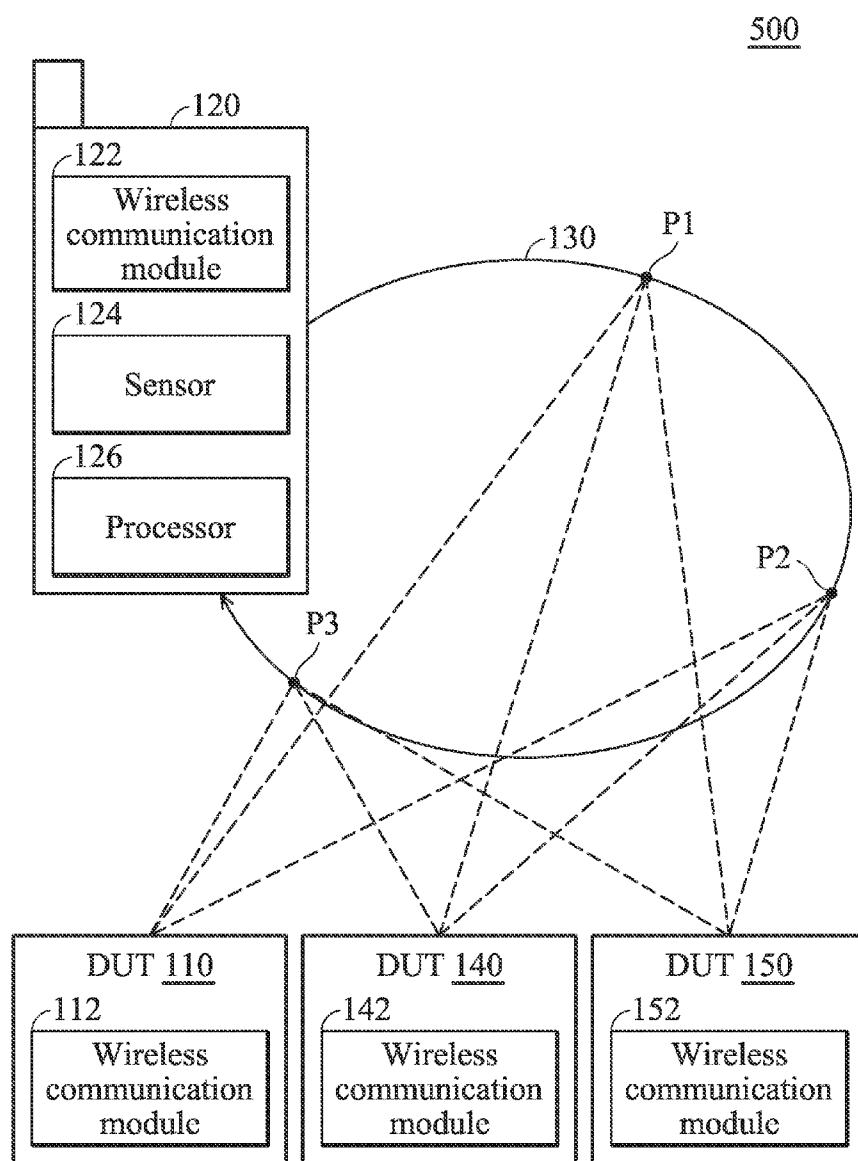 500
120
122
Wireless
communication
module
130
P1
124
Sensor
126
Processor
P2
P3
DUT 110
112
Wireless
communication
module
DUT 140
142
Wireless
communication
module
DUT 150
152
Wireless
communication
module